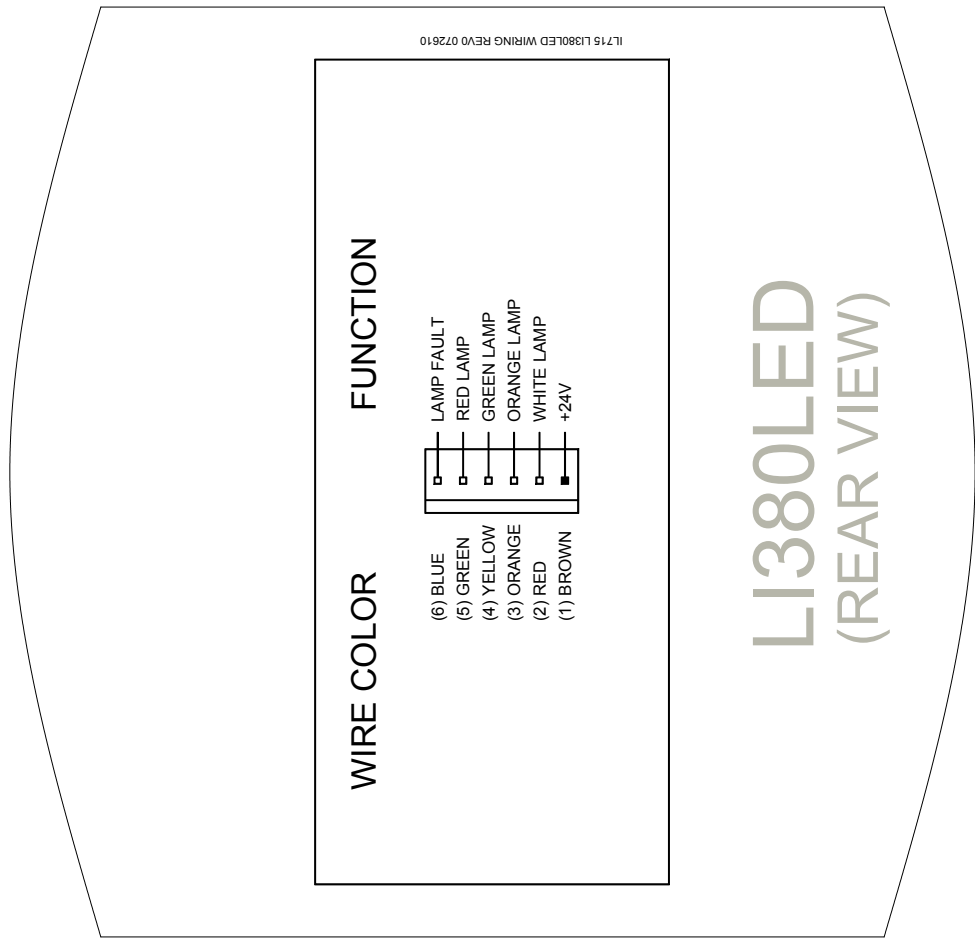 IL715 LI380LED WIRING REV0 072610
WIRE COLOR FUNCTION
(6) BLUE LAMP FAULT
(5) GREEN RED LAMP
(4) YELLOW GREEN LAMP
(3) ORANGE ORANGE LAMP
(2) RED WHITE LAMP
(1) BROWN +24V
LI380LED
(REAR VIEW)